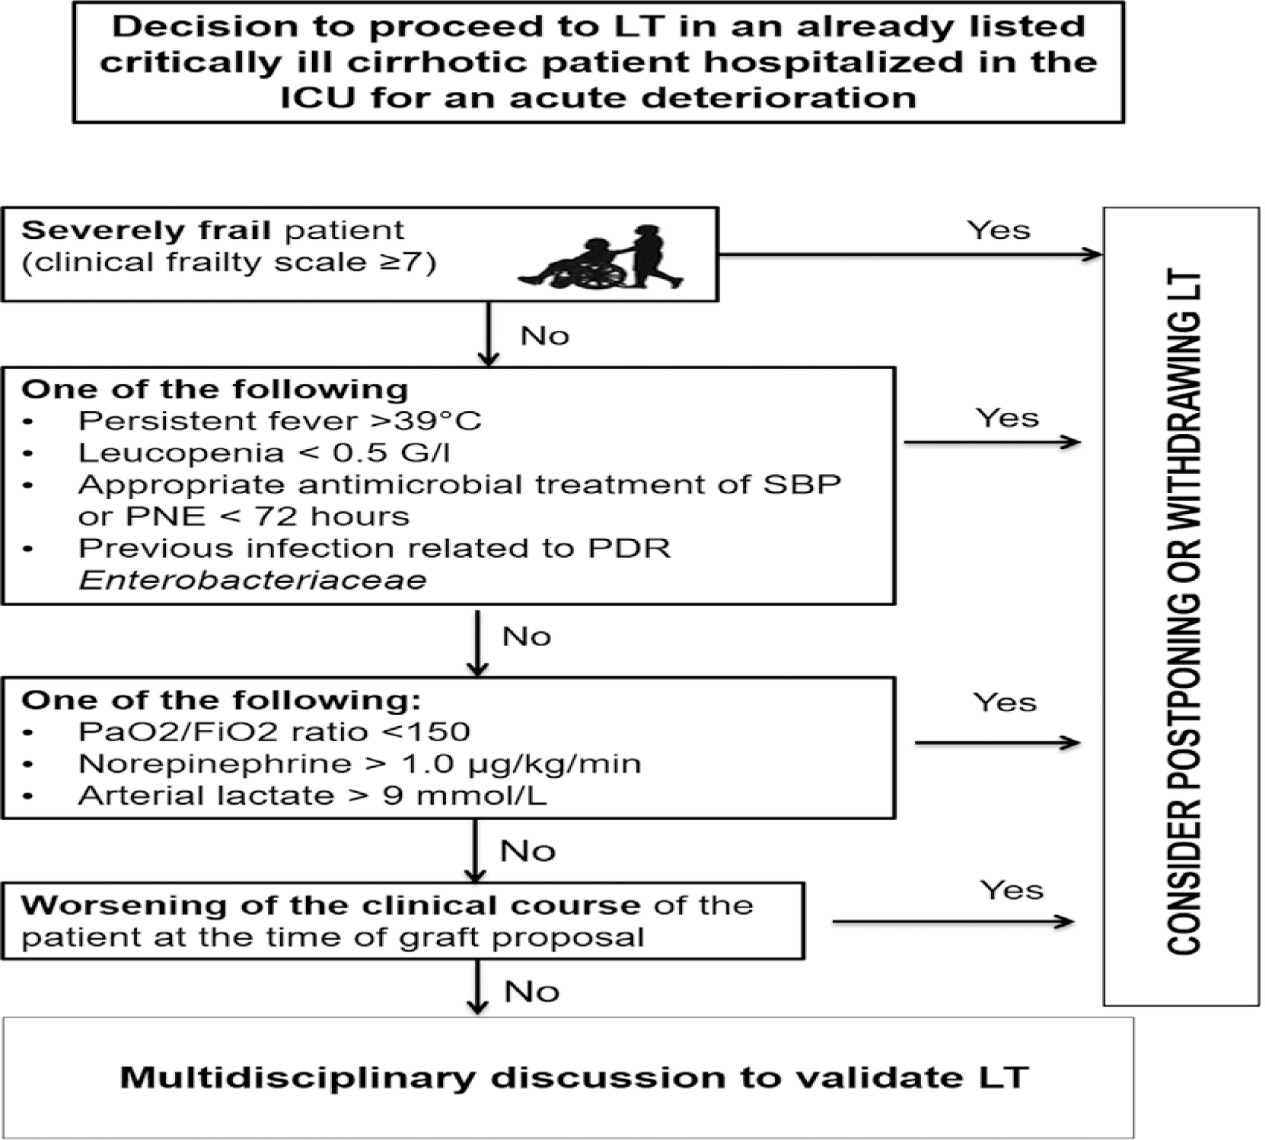 Decision to proceed to LT in an already listed
critically ill cirrhotic patient hospitalized in the
ICU for an acute deterioration
Severely frail patient
(clinical frailty scale ≥7)
Yes
No
One of the following
• Persistent fever >39°C
• Leucopenia < 0.5 G/l
• Appropriate antimicrobial treatment of SBP
or PNE < 72 hours
• Previous infection related to PDR
Enterobacteriaceae
Yes
No
One of the following:
• PaO2/FiO2 ratio <150
• Norepinephrine > 1.0 µg/kg/min
• Arterial lactate > 9 mmol/L
Yes
No
Worsening of the clinical course of the
patient at the time of graft proposal
Yes
No
CONSIDER POSTPONING OR WITHDRAWING LT
Multidisciplinary discussion to validate LT